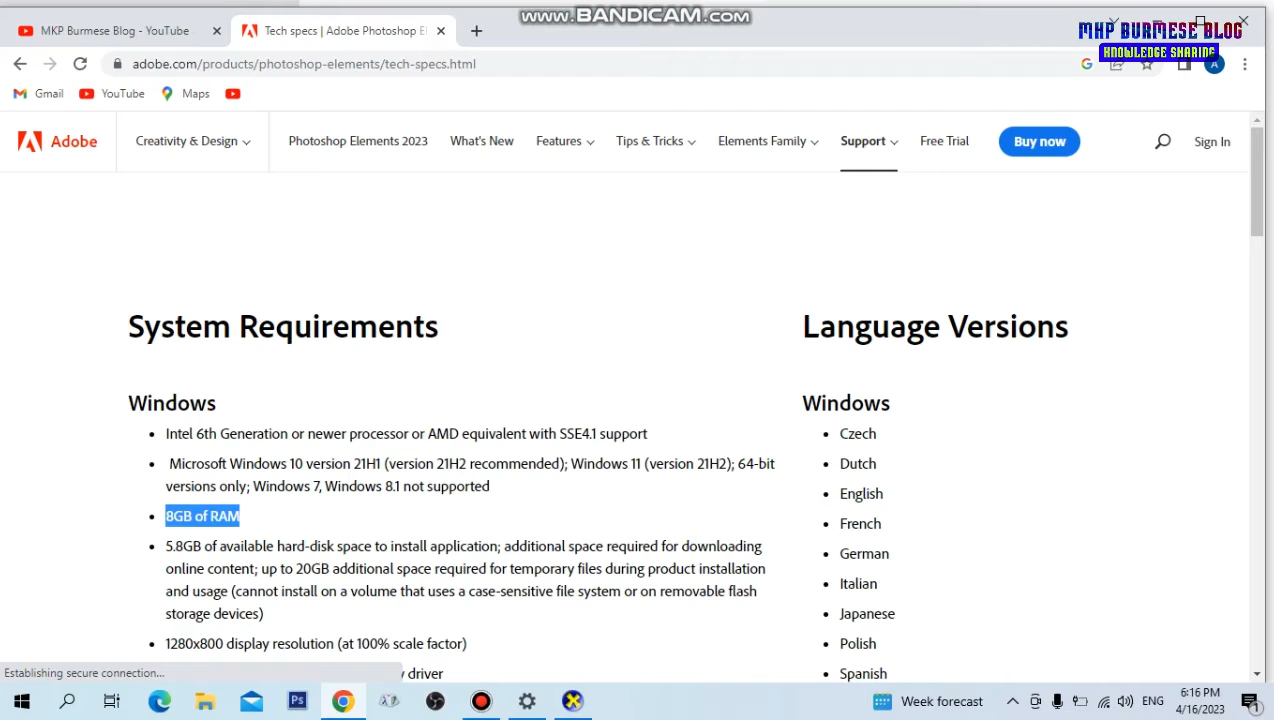 www.BANDICAM.com
MKP Burmese Blog - YouTube
Tech specs | Adobe Photoshop E
MKP BURMESE BLOG
KNOWLEDGE SHARING
adobe.com/products/photoshop-elements/tech-specs.html
A
Gmail
YouTube
Maps
Adobe
Creativity & Design
Photoshop Elements 2023
What's New
Features
Tips & Tricks
Elements Family
Support
Free Trial
Buy now
Sign In
System Requirements
Windows
• Intel 6th Generation or newer processor or AMD equivalent with SSE4.1 support
• Microsoft Windows 10 version 21H1 (version 21H2 recommended); Windows 11 (version 21H2); 64-bit
versions only; Windows 7, Windows 8.1 not supported
• 8GB of RAM
• 5.8GB of available hard-disk space to install application; additional space required for downloading
online content; up to 20GB additional space required for temporary files during product installation
and usage (cannot install on a volume that uses a case-sensitive file system or on removable flash
storage devices)
• 1280x800 display resolution (at 100% scale factor)
driver
Language Versions
Windows
• Czech
• Dutch
• English
• French
• German
• Italian
• Japanese
• Polish
• Spanish
Establishing secure connection...
Ps
Week forecast
ENG
6:16 PM
4/16/2023
1